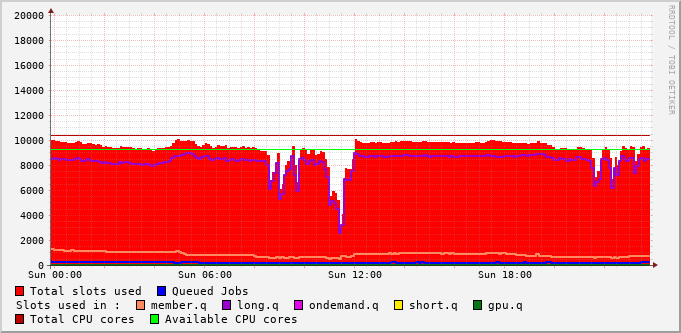 20000
18000
16000
14000
12000
10000
8000
6000
4000
2000
0
Sun 00:00 Sun 06:00 Sun 12:00 Sun 18:00
RRDTOOL / TOBI OETIKER
Total slots used Queued Jobs
Slots used in : member.q long.q ondemand.q short.q gpu.q
Total CPU cores Available CPU cores